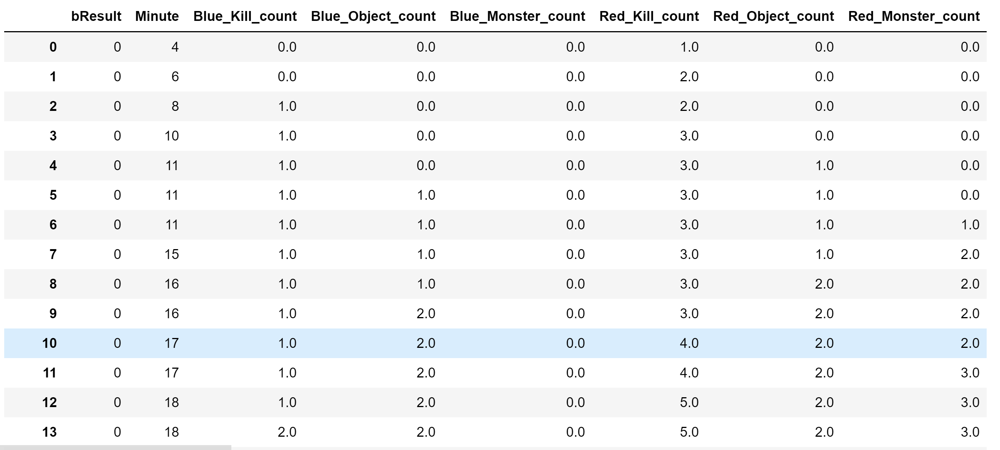 bResult Minute Blue_Kill_count Blue_Object_count Blue_Monster_count Red_Kill_count Red_Object_count Red_Monster_count
0 0 4 0.0 0.0 0.0 1.0 0.0 0.0
1 0 6 0.0 0.0 0.0 2.0 0.0 0.0
2 0 8 1.0 0.0 0.0 2.0 0.0 0.0
3 0 10 1.0 0.0 0.0 3.0 0.0 0.0
4 0 11 1.0 0.0 0.0 3.0 1.0 0.0
5 0 11 1.0 1.0 0.0 3.0 1.0 0.0
6 0 11 1.0 1.0 0.0 3.0 1.0 1.0
7 0 15 1.0 1.0 0.0 3.0 1.0 2.0
8 0 16 1.0 1.0 0.0 3.0 2.0 2.0
9 0 16 1.0 2.0 0.0 3.0 2.0 2.0
10 0 17 1.0 2.0 0.0 4.0 2.0 2.0
11 0 17 1.0 2.0 0.0 4.0 2.0 3.0
12 0 18 1.0 2.0 0.0 5.0 2.0 3.0
13 0 18 2.0 2.0 0.0 5.0 2.0 3.0